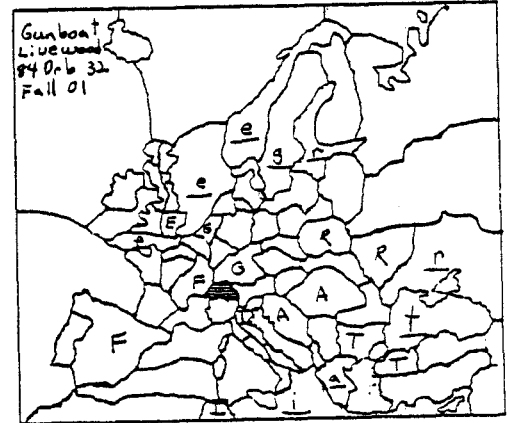 Gunboat
Livewood
84 Drb 32
Fall 01
e
g r
e
E G R
R r
F G A
I A t
F T T
a
i